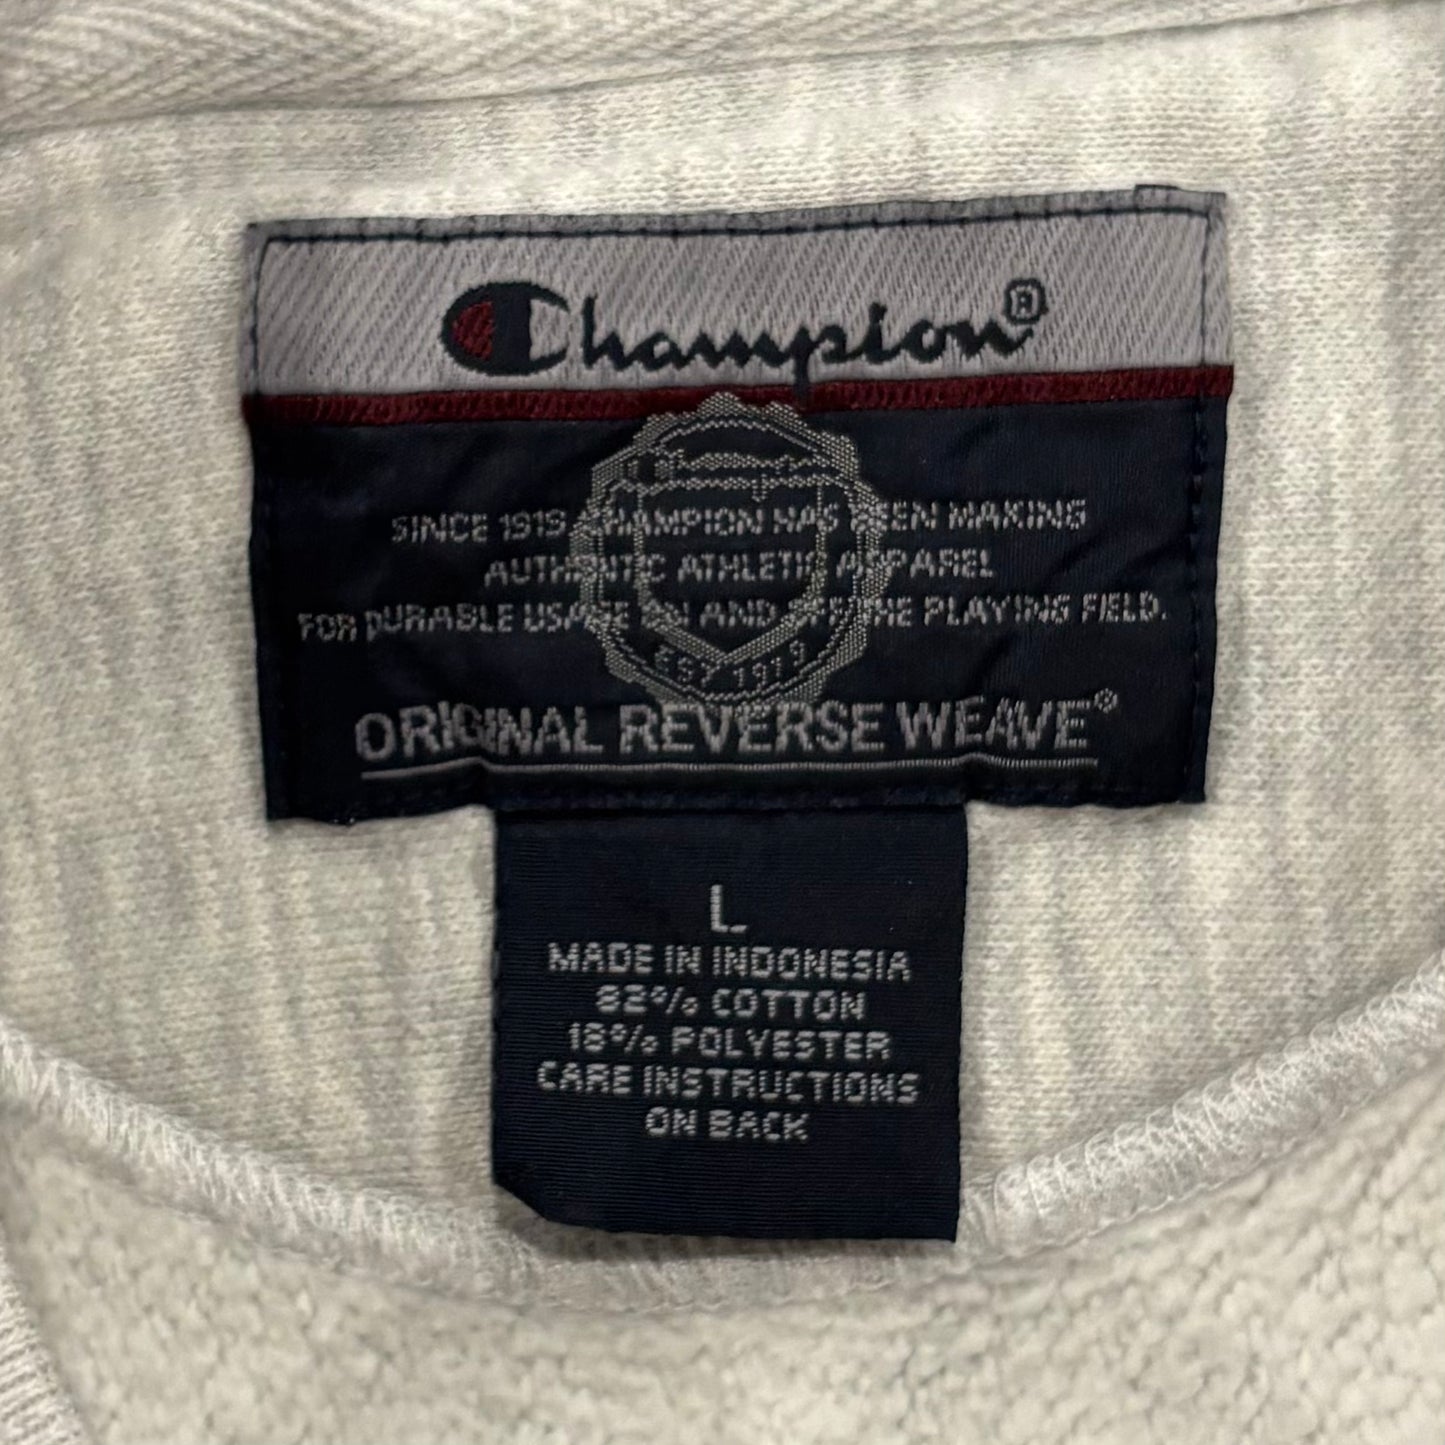 Champion®
SINCE 1919 CHAMPION HAS BEEN MAKING
AUTHENTIC ATHLETIC APPAREL
FOR DURABLE USAGE ON AND OFF THE PLAYING FIELD.
EST 1919
ORIGINAL REVERSE WEAVE®
L
MADE IN INDONESIA
82% COTTON
18% POLYESTER
CARE INSTRUCTIONS
ON BACK